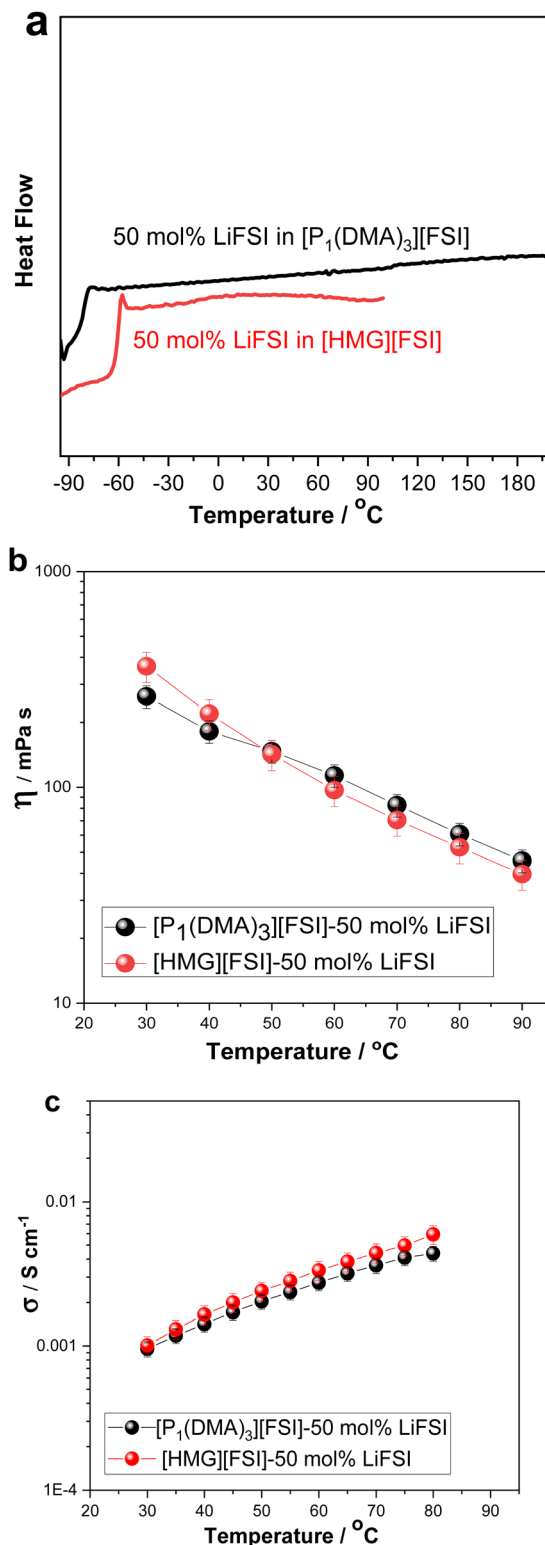 a
Heat Flow
50 mol% LiFSI in [P₁(DMA)₃][FSI]
50 mol% LiFSI in [HMG][FSI]
-90 -60 -30 0 30 60 90 120 150 180
Temperature / °C
b
1000
100
10
η / mPa s
[P₁(DMA)₃][FSI]-50 mol% LiFSI
[HMG][FSI]-50 mol% LiFSI
20 30 40 50 60 70 80 90
Temperature / °C
c
0.01
0.001
1E-4
σ / S cm⁻¹
[P₁(DMA)₃][FSI]-50 mol% LiFSI
[HMG][FSI]-50 mol% LiFSI
20 30 40 50 60 70 80 90
Temperature / °C